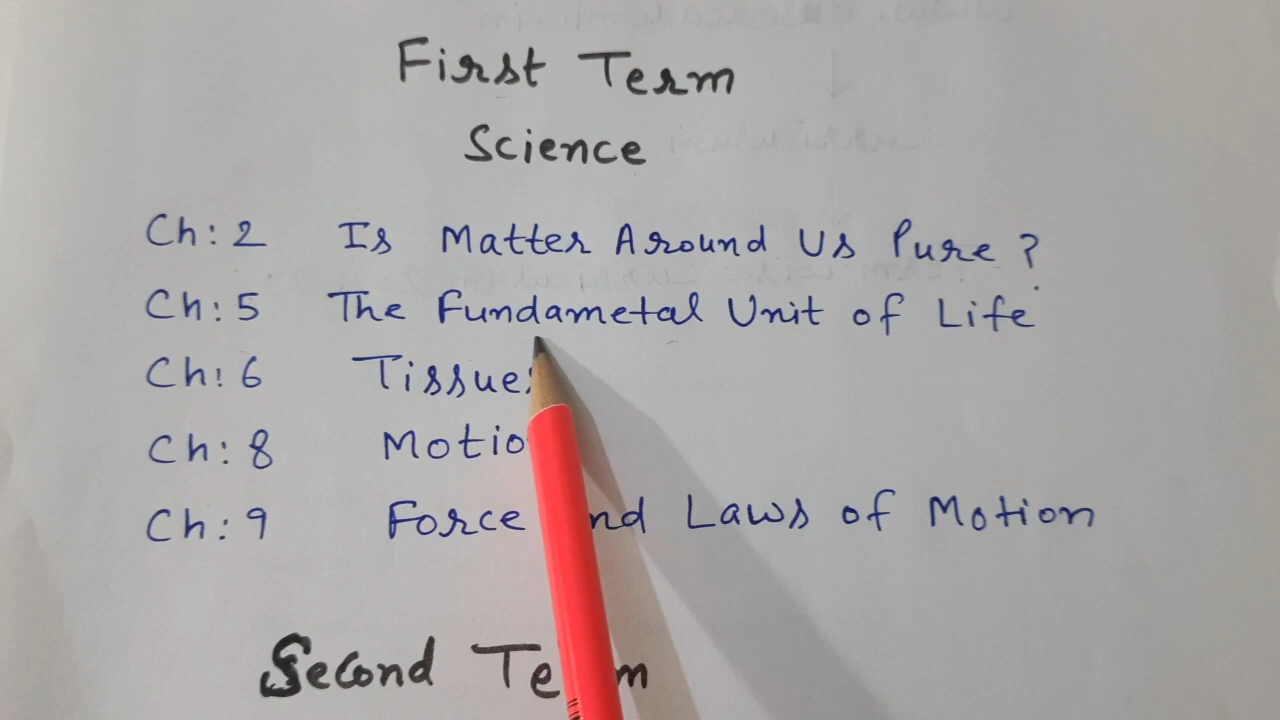 First Term
Science
Ch: 2 Is Matter Around Us Pure?
Ch: 5 The Fundametal Unit of Life
Ch: 6 Tissues
Ch: 8 Motio
Ch: 9 Force nd Laws of Motion
Second Te m